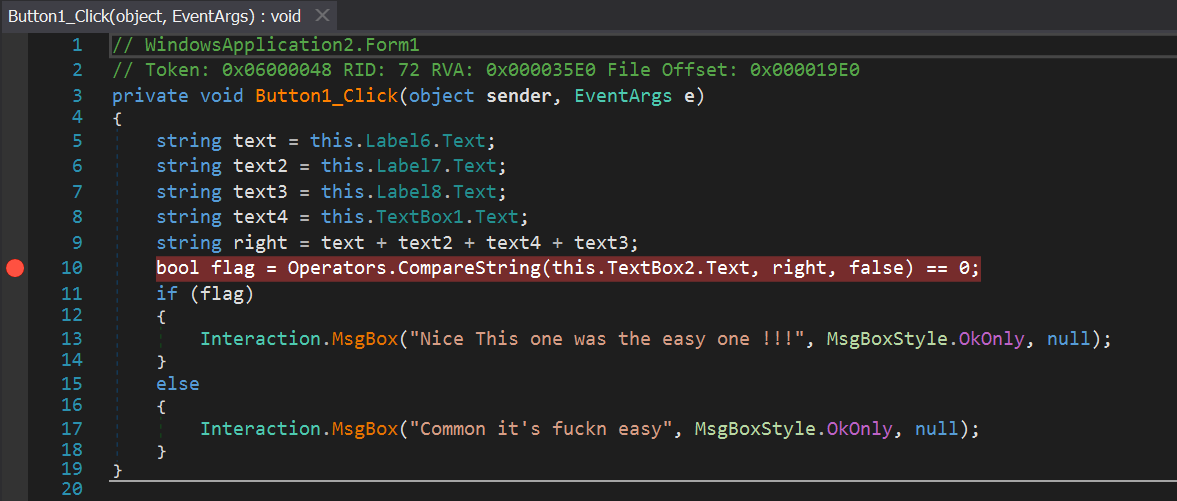 Button1_Click(object, EventArgs) : void ✕
1 // WindowsApplication2.Form1
2 // Token: 0x06000048 RID: 72 RVA: 0x000035E0 File Offset: 0x000019E0
3 private void Button1_Click(object sender, EventArgs e)
4 {
5 string text = this.Label6.Text;
6 string text2 = this.Label7.Text;
7 string text3 = this.Label8.Text;
8 string text4 = this.TextBox1.Text;
9 string right = text + text2 + text4 + text3;
10 bool flag = Operators.CompareString(this.TextBox2.Text, right, false) == 0;
11 if (flag)
12 {
13 Interaction.MsgBox("Nice This one was the easy one !!!", MsgBoxStyle.OkOnly, null);
14 }
15 else
16 {
17 Interaction.MsgBox("Common it's fuckn easy", MsgBoxStyle.OkOnly, null);
18 }
19 }
20